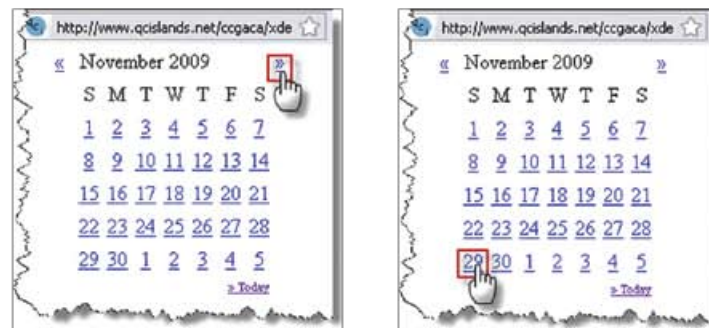 http://www.qcislands.net/ccgaca/xde
« November 2009 »
S M T W T F S
1 2 3 4 5 6 7
8 9 10 11 12 13 14
15 16 17 18 19 20 21
22 23 24 25 26 27 28
29 30 1 2 3 4 5
» Today
http://www.qcislands.net/ccgaca/xde
« November 2009 »
S M T W T F S
1 2 3 4 5 6 7
8 9 10 11 12 13 14
15 16 17 18 19 20 21
22 23 24 25 26 27 28
29 30 1 2 3 4 5
» Today